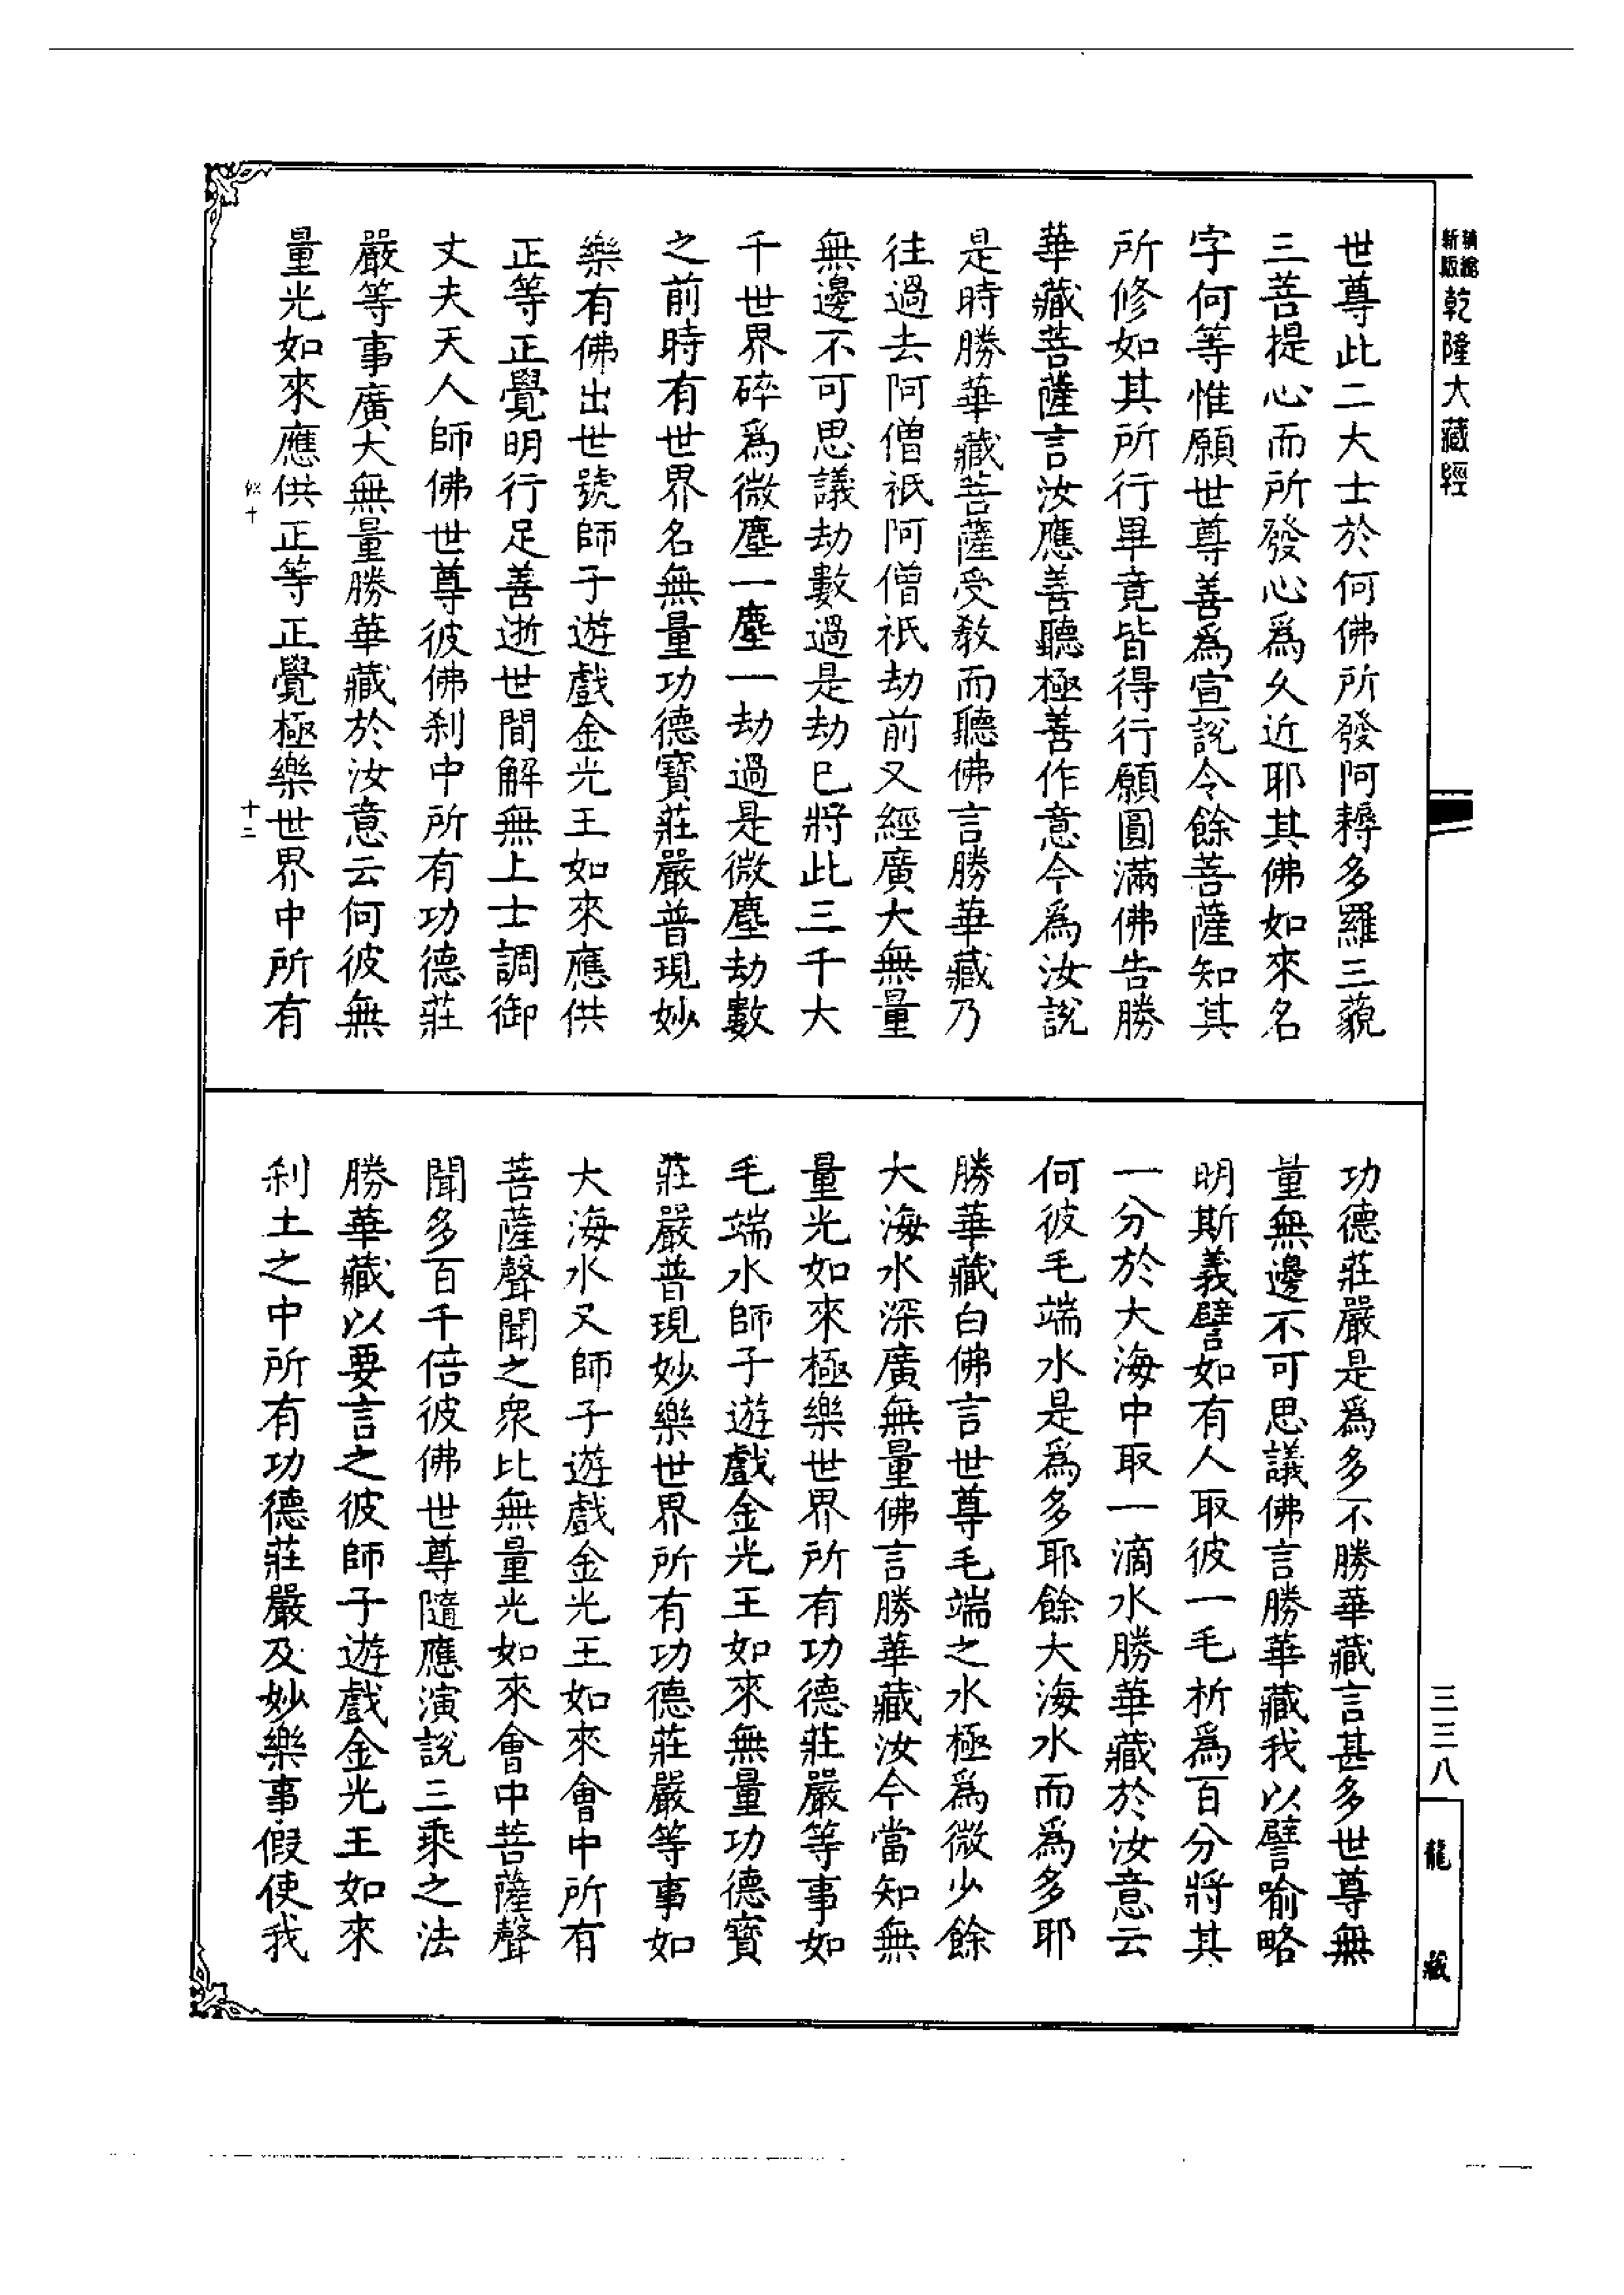 新版 精縮 乾隆大藏經
世尊此二大士於何佛所發阿耨多羅三藐
三菩提心而所發心爲久近耶其佛如來名
字何等惟願世尊善爲宣說令餘菩薩知其
所修如其所行畢竟皆得行願圓滿佛告勝
華藏菩薩言汝應善聽極善作意今爲汝說
是時勝華藏菩薩受教而聽佛言勝華藏乃
往過去阿僧祇阿僧祇劫前又經廣大無量
無邊不可思議劫數過是劫已將此三千大
千世界碎爲微塵一塵一劫過是微塵劫數
之前時有世界名無量功德寶莊嚴普現妙
樂有佛出世號師子遊戲金光王如來應供
正等正覺明行足善逝世間解無上士調御
丈夫天人師佛世尊彼佛刹中所有功德莊
嚴等事廣大無量勝華藏於汝意云何彼無
量光如來應供正等正覺極樂世界中所有
十二
功德莊嚴是爲多不勝華藏言甚多世尊無
量無邊不可思議佛言勝華藏我以譬喻略
明斯義譬如有人取彼一毛析爲百分將其
一分於大海中取一滴水勝華藏於汝意云
何彼毛端水是爲多耶餘大海水而爲多耶
勝華藏白佛言世尊毛端之水極爲微少餘
大海水深廣無量佛言勝華藏汝今當知無
量光如來極樂世界所有功德莊嚴等事如
毛端水師子遊戲金光王如來無量功德寶
莊嚴普現妙樂世界所有功德莊嚴等事如
大海水又師子遊戲金光王如來會中所有
菩薩聲聞之衆比無量光如來會中菩薩聲
聞多百千倍彼佛世尊隨應演說三乘之法
勝華藏以要言之彼師子遊戲金光王如來
刹土之中所有功德莊嚴及妙樂事假使我
三三八
龍藏